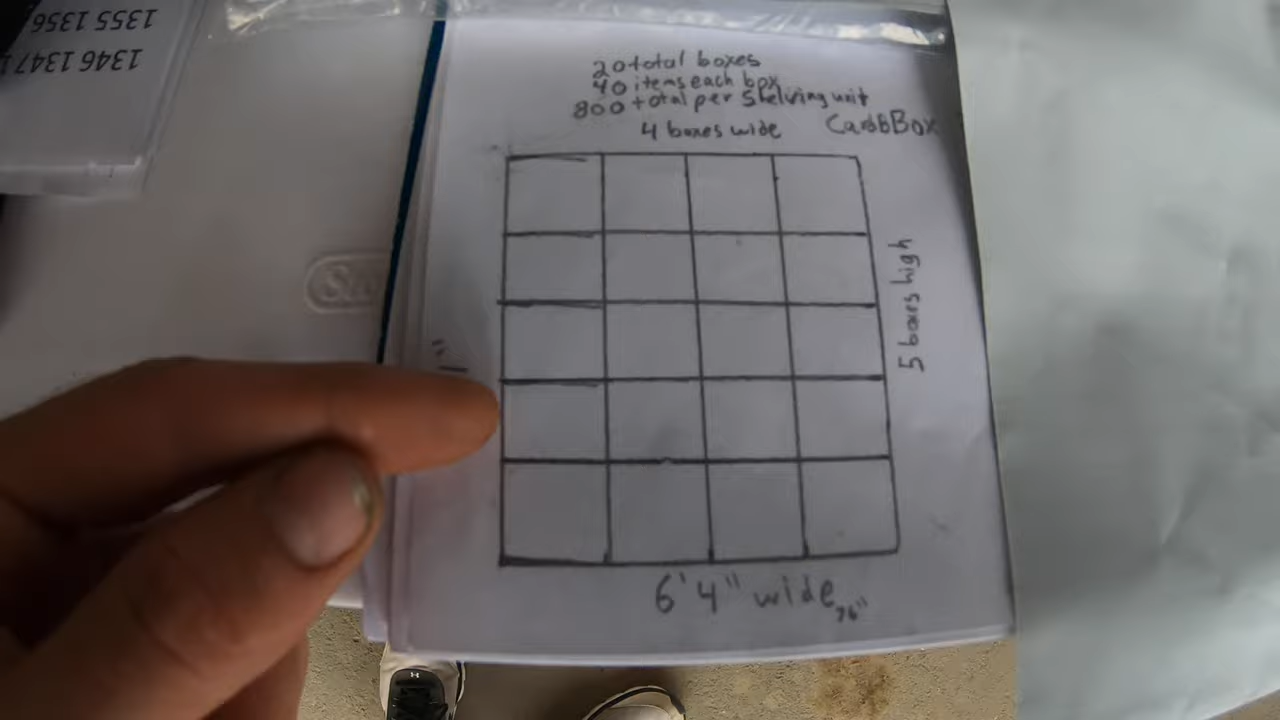 1355 1356
1346 1347
20 total boxes
40 items each box
800 total per shelving unit
4 boxes wide
5 boxes high
1"
6'4" wide
76"